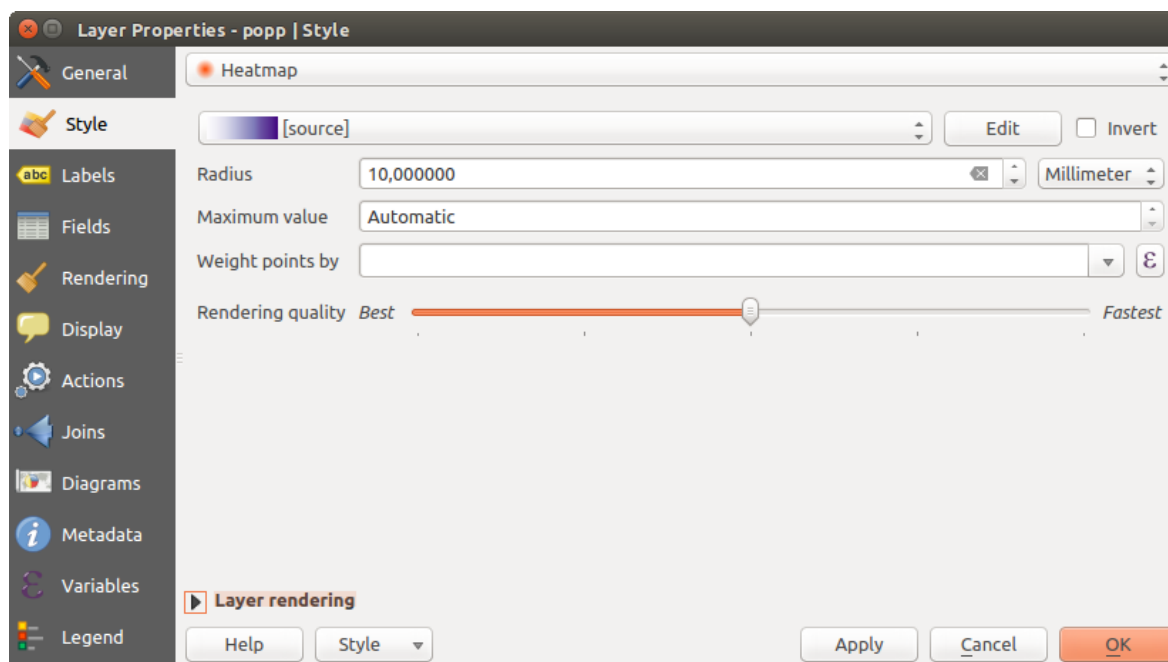 Layer Properties - popp | Style
General
Style
abc Labels
Fields
Rendering
Display
Actions
Joins
Diagrams
Metadata
Variables
Legend
Heatmap
[source] Edit Invert
Radius 10,000000 Millimeter
Maximum value Automatic
Weight points by ε
Rendering quality Best Fastest
Layer rendering
Help Style Apply Cancel OK